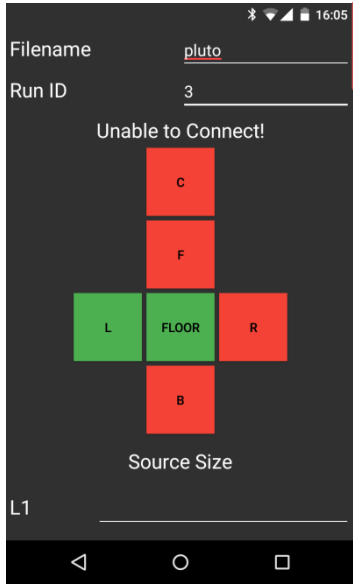 16:05
Filename pluto
Run ID 3
Unable to Connect!
C
F
L FLOOR R
B
Source Size
L1